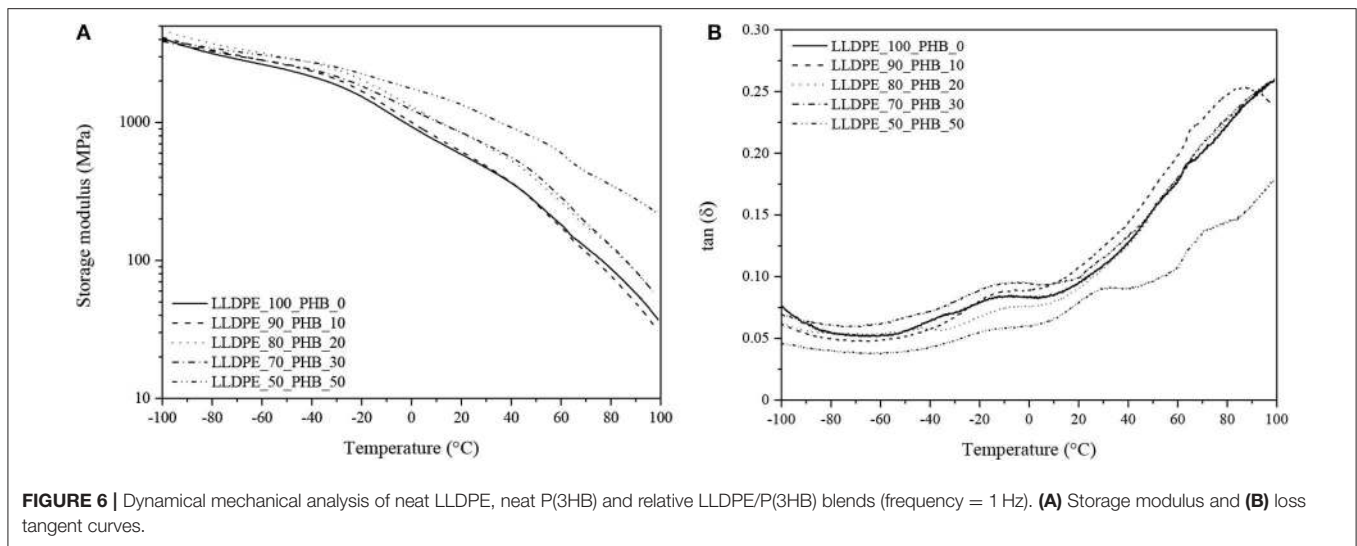 A
Storage modulus (MPa)
1000
100
10
LLDPE_100_PHB_0
LLDPE_90_PHB_10
LLDPE_80_PHB_20
LLDPE_70_PHB_30
LLDPE_50_PHB_50
-100 -80 -60 -40 -20 0 20 40 60 80 100
Temperature (°C)
B
tan (δ)
0.30
0.25
0.20
0.15
0.10
0.05
0
LLDPE_100_PHB_0
LLDPE_90_PHB_10
LLDPE_80_PHB_20
LLDPE_70_PHB_30
LLDPE_50_PHB_50
-100 -80 -60 -40 -20 0 20 40 60 80 100
Temperature (°C)
FIGURE 6 | Dynamical mechanical analysis of neat LLDPE, neat P(3HB) and relative LLDPE/P(3HB) blends (frequency = 1 Hz). (A) Storage modulus and (B) loss
tangent curves.